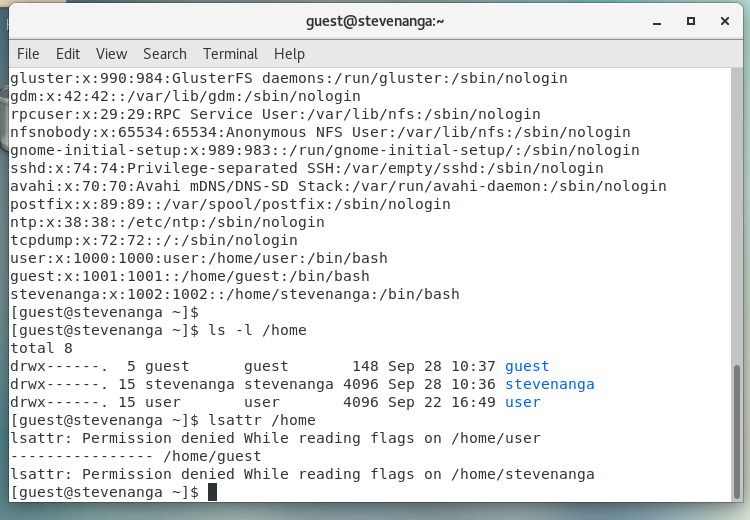 guest@stevenanga:~
File Edit View Search Terminal Help
gluster:x:990:984:GlusterFS daemons:/run/gluster:/sbin/nologin
gdm:x:42:42::/var/lib/gdm:/sbin/nologin
rpcuser:x:29:29:RPC Service User:/var/lib/nfs:/sbin/nologin
nfsnobody:x:65534:65534:Anonymous NFS User:/var/lib/nfs:/sbin/nologin
gnome-initial-setup:x:989:983::/run/gnome-initial-setup/:/sbin/nologin
sshd:x:74:74:Privilege-separated SSH:/var/empty/sshd:/sbin/nologin
avahi:x:70:70:Avahi mDNS/DNS-SD Stack:/var/run/avahi-daemon:/sbin/nologin
postfix:x:89:89::/var/spool/postfix:/sbin/nologin
ntp:x:38:38::/etc/ntp:/sbin/nologin
tcpdump:x:72:72::/:/sbin/nologin
user:x:1000:1000:user:/home/user:/bin/bash
guest:x:1001:1001::/home/guest:/bin/bash
stevenanga:x:1002:1002::/home/stevenanga:/bin/bash
[guest@stevenanga ~]$
[guest@stevenanga ~]$ ls -l /home
total 8
drwx------.  5 guest      guest       148 Sep 28 10:37 guest
drwx------. 15 stevenanga stevenanga 4096 Sep 28 10:36 stevenanga
drwx------. 15 user       user       4096 Sep 22 16:49 user
[guest@stevenanga ~]$ lsattr /home
lsattr: Permission denied While reading flags on /home/user
---------------- /home/guest
lsattr: Permission denied While reading flags on /home/stevenanga
[guest@stevenanga ~]$